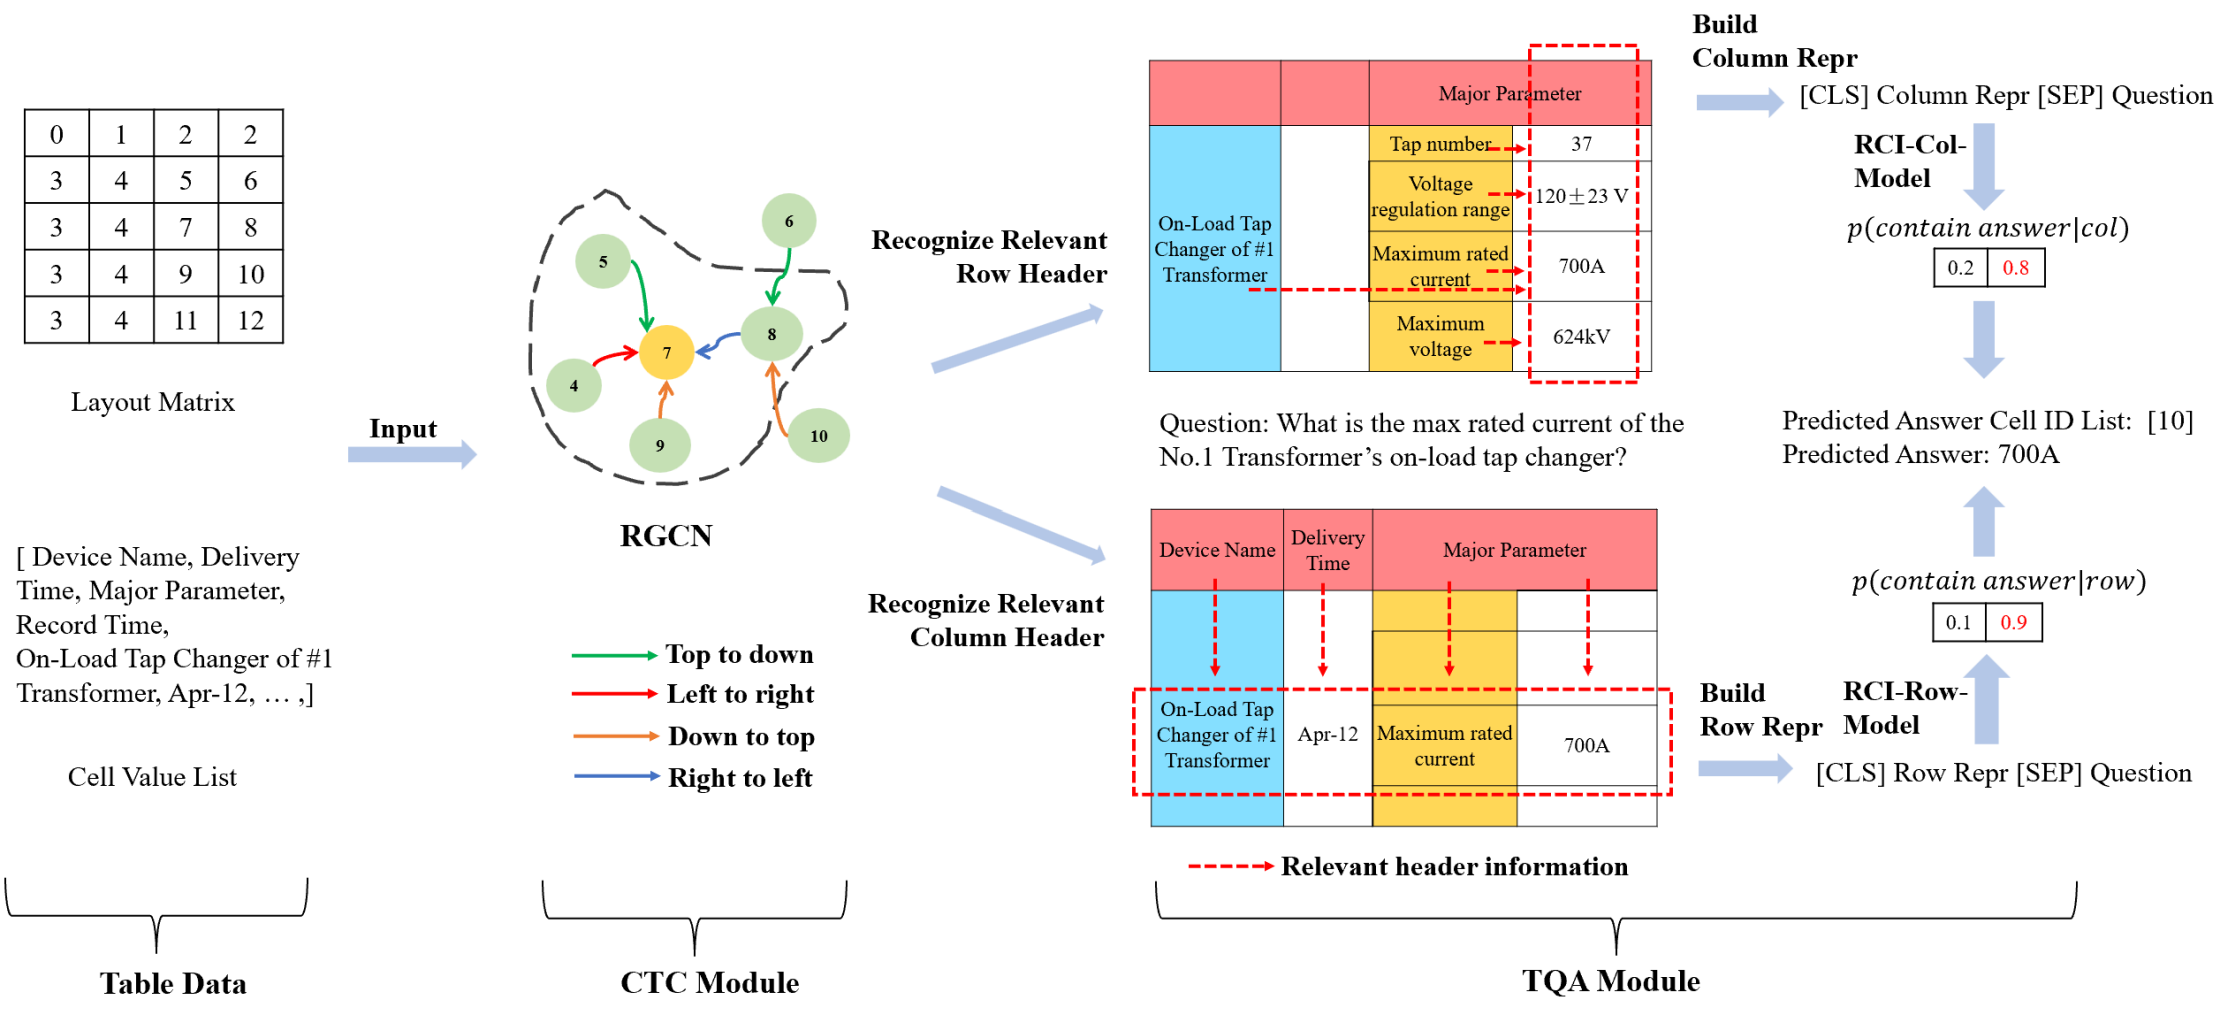 0 1 2 2
3 4 5 6
3 4 7 8
3 4 9 10
3 4 11 12
Layout Matrix
[ Device Name, Delivery
Time, Major Parameter,
Record Time,
On-Load Tap Changer of #1
Transformer, Apr-12, … ,]
Cell Value List
Table Data
Input
6
5
8
7
4
9
10
RGCN
Top to down
Left to right
Down to top
Right to left
CTC Module
Recognize Relevant
Row Header
Recognize Relevant
Column Header
Major Parameter
Tap number
37
Voltage
regulation range
120±23 V
On-Load Tap
Changer of #1
Transformer
Maximum rated
current
700A
Maximum
voltage
624kV
Question: What is the max rated current of the
No.1 Transformer’s on-load tap changer?
Device Name
Delivery
Time
Major Parameter
On-Load Tap
Changer of #1
Transformer
Apr-12
Maximum rated
current
700A
Relevant header information
Build
Column Repr
[CLS] Column Repr [SEP] Question
RCI-Col-
Model
p(contain answer|col)
0.2 0.8
Predicted Answer Cell ID List: [10]
Predicted Answer: 700A
p(contain answer|row)
0.1 0.9
Build
Row Repr
RCI-Row-
Model
[CLS] Row Repr [SEP] Question
TQA Module